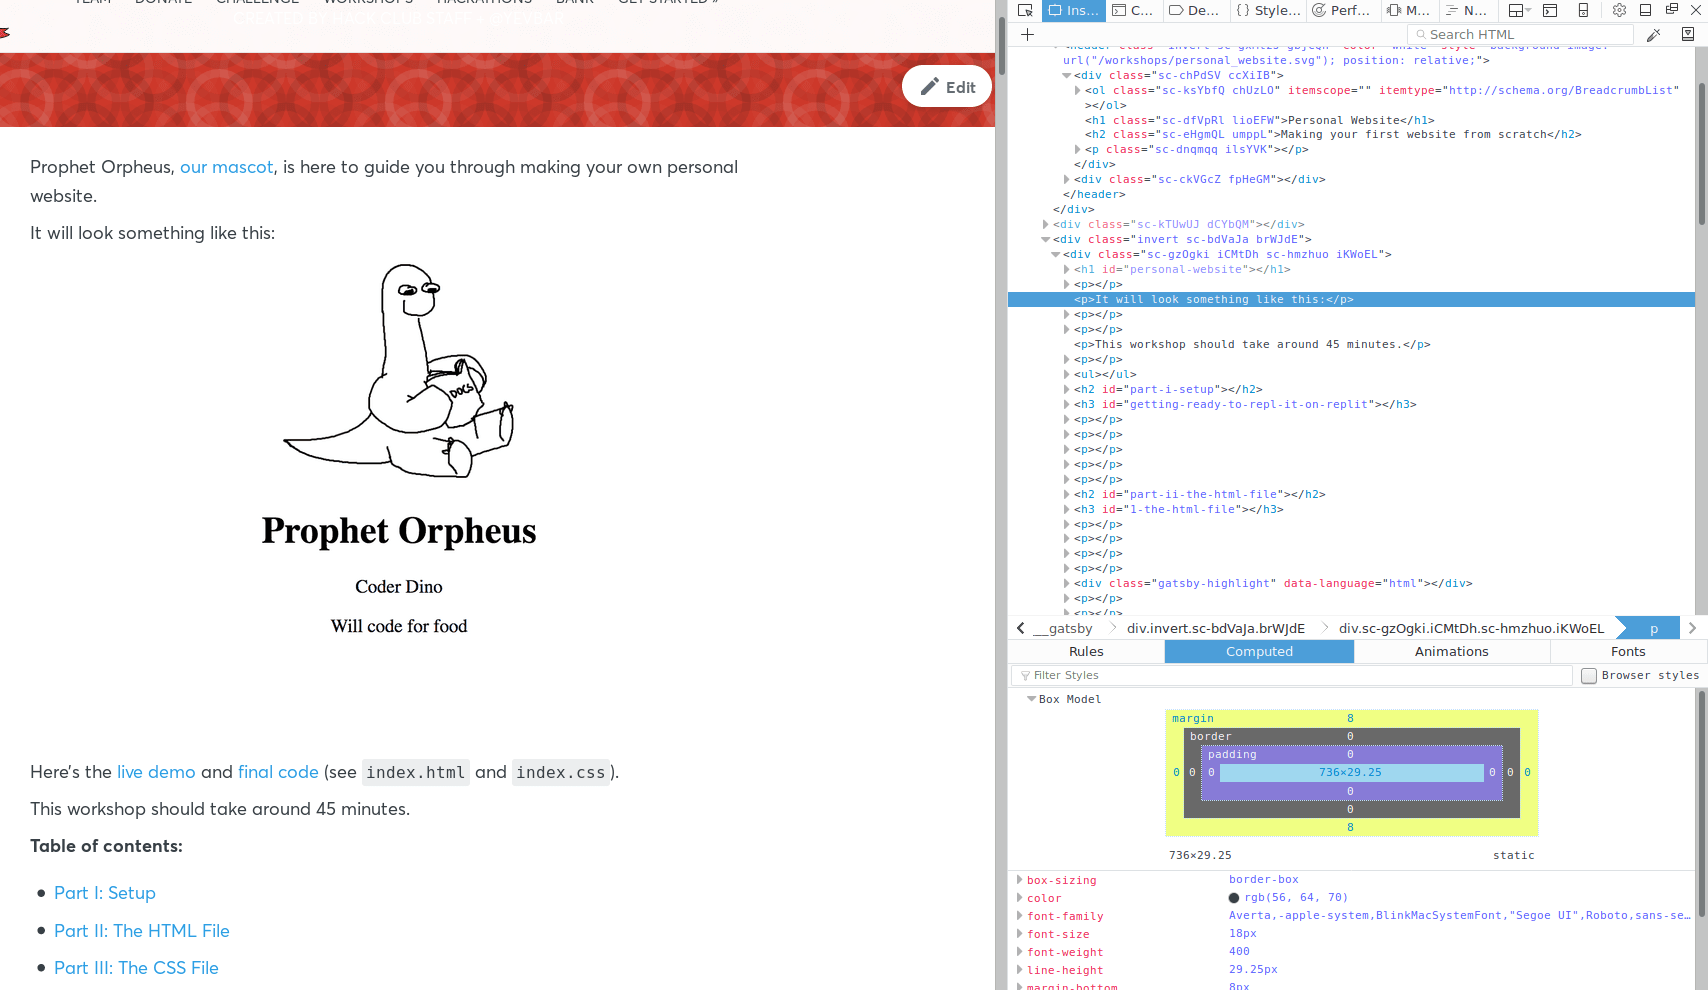 TEAM DONATE CHALLENGE WORKSHOPS HACKATHONS BANK GET STARTED »
CREATED BY HACK CLUB STAFF
Edit
Prophet Orpheus, our mascot, is here to guide you through making your own personal
website.
It will look something like this:
DOCS
Prophet Orpheus
Coder Dino
Will code for food
Here's the live demo and final code (see index.html and index.css).
This workshop should take around 45 minutes.
Table of contents:
Part I: Setup
Part II: The HTML File
Part III: The CSS File
Ins... C... De... { } Style... Perf... M... N...
Search HTML
url("/workshops/personal_website.svg"); position: relative;">
<div class="sc-chPdSV ccXiIB">
<ol class="sc-ksYbfQ chUzLO" itemscope="" itemtype="http://schema.org/BreadcrumbList"
></ol>
<h1 class="sc-dfVpRl lioEFW">Personal Website</h1>
<h2 class="sc-eHgmQL umppL">Making your first website from scratch</h2>
<p class="sc-dnqmqq ilsYVK"></p>
</div>
<div class="sc-ckVGcZ fpHeGM"></div>
</header>
</div>
<div class="sc-kTUwUJ dCYbQM"></div>
<div class="invert sc-bdVaJa brWJdE">
<div class="sc-gzOgki iCMtDh sc-hmzhuo iKWoEL">
<h1 id="personal-website"></h1>
<p></p>
<p>It will look something like this:</p>
<p></p>
<p></p>
<p>This workshop should take around 45 minutes.</p>
<p></p>
<ul></ul>
<h2 id="part-i-setup"></h2>
<h3 id="getting-ready-to-repl-it-on-replit"></h3>
<p></p>
<p></p>
<p></p>
<p></p>
<p></p>
<h2 id="part-ii-the-html-file"></h2>
<h3 id="1-the-html-file"></h3>
<p></p>
<p></p>
<p></p>
<p></p>
<div class="gatsby-highlight" data-language="html"></div>
<p></p>
<p></p>
__gatsby div.invert.sc-bdVaJa.brWJdE div.sc-gzOgki.iCMtDh.sc-hmzhuo.iKWoEL p
Rules Computed Animations Fonts
Filter Styles Browser styles
Box Model
margin 8
border 0
padding 0
0 0 0 736×29.25 0 0 0
0
0
8
736×29.25 static
box-sizing border-box
color rgb(56, 64, 70)
font-family Averta,-apple-system,BlinkMacSystemFont,"Segoe UI",Roboto,sans-se…
font-size 18px
font-weight 400
line-height 29.25px
margin-bottom 8px